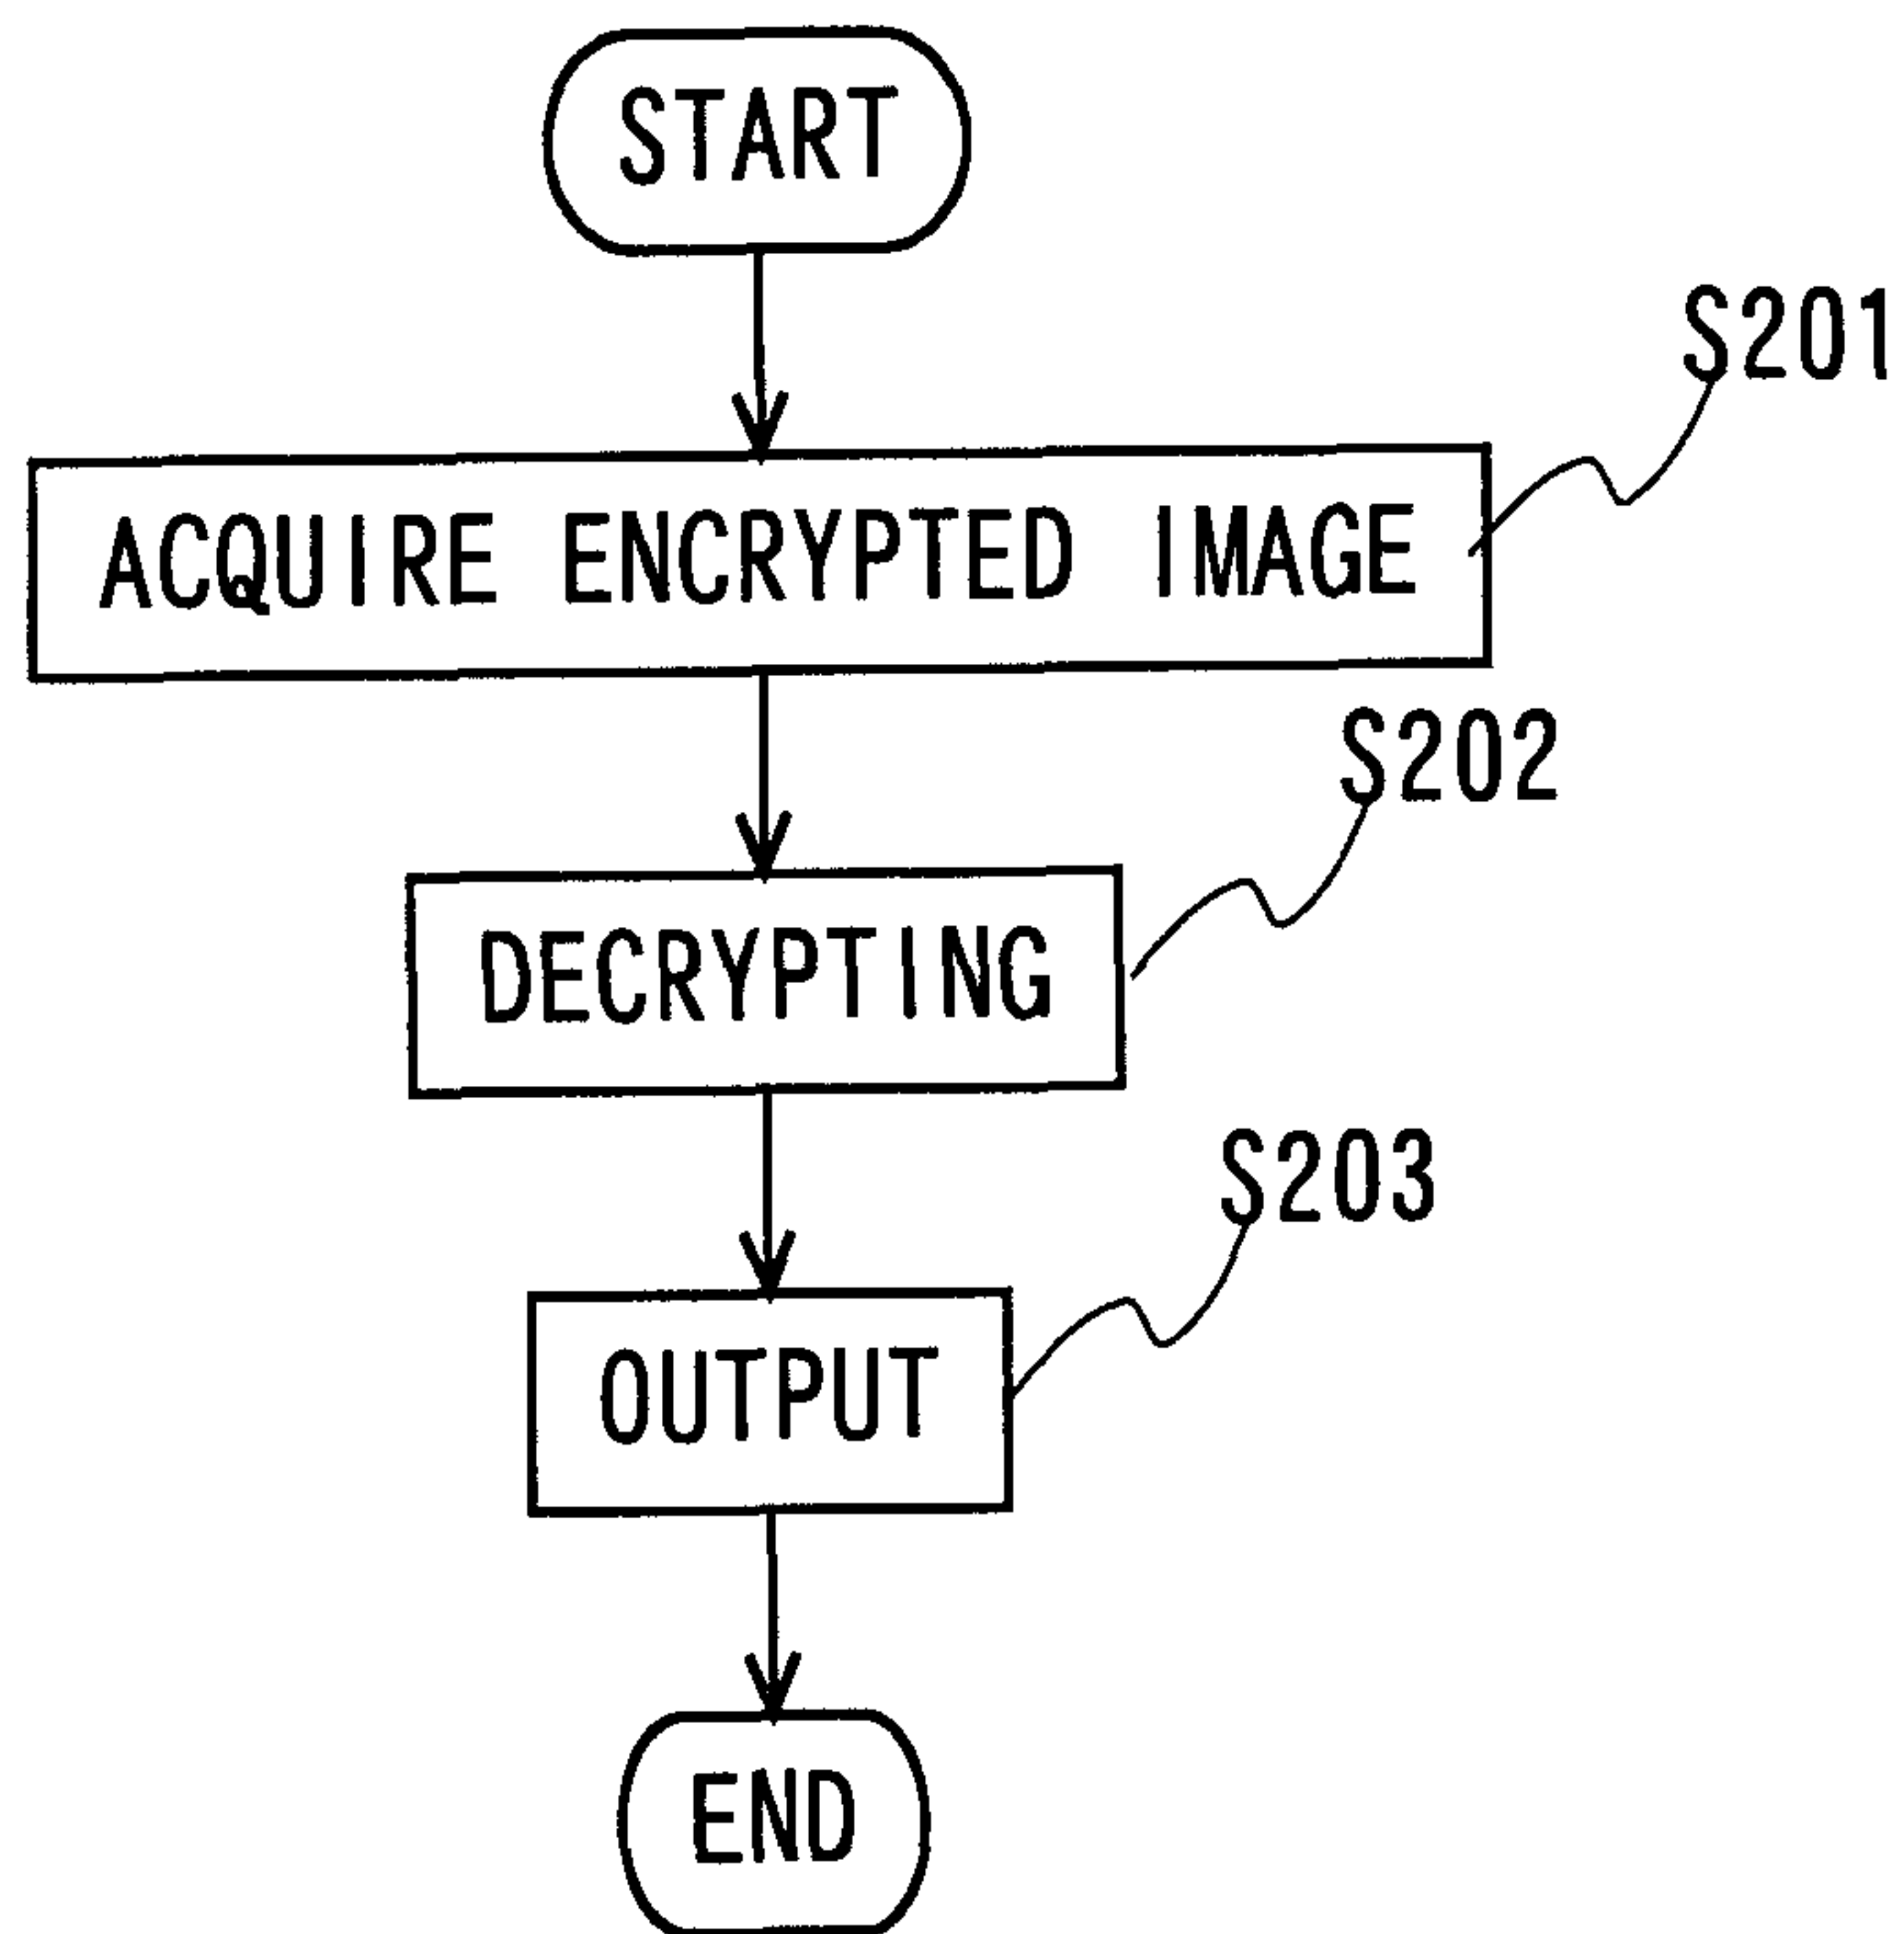 START
S201
ACQUIRE ENCRYPTED IMAGE
S202
DECRYPTING
S203
OUTPUT
END